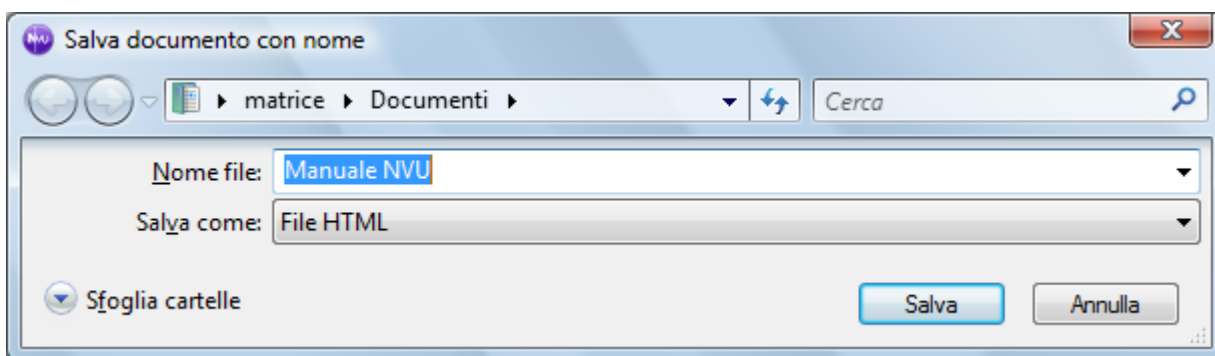 Salva documento con nome
matrice Documenti Cerca
Nome file: Manuale NVU
Salva come: File HTML
Sfoglia cartelle Salva Annulla